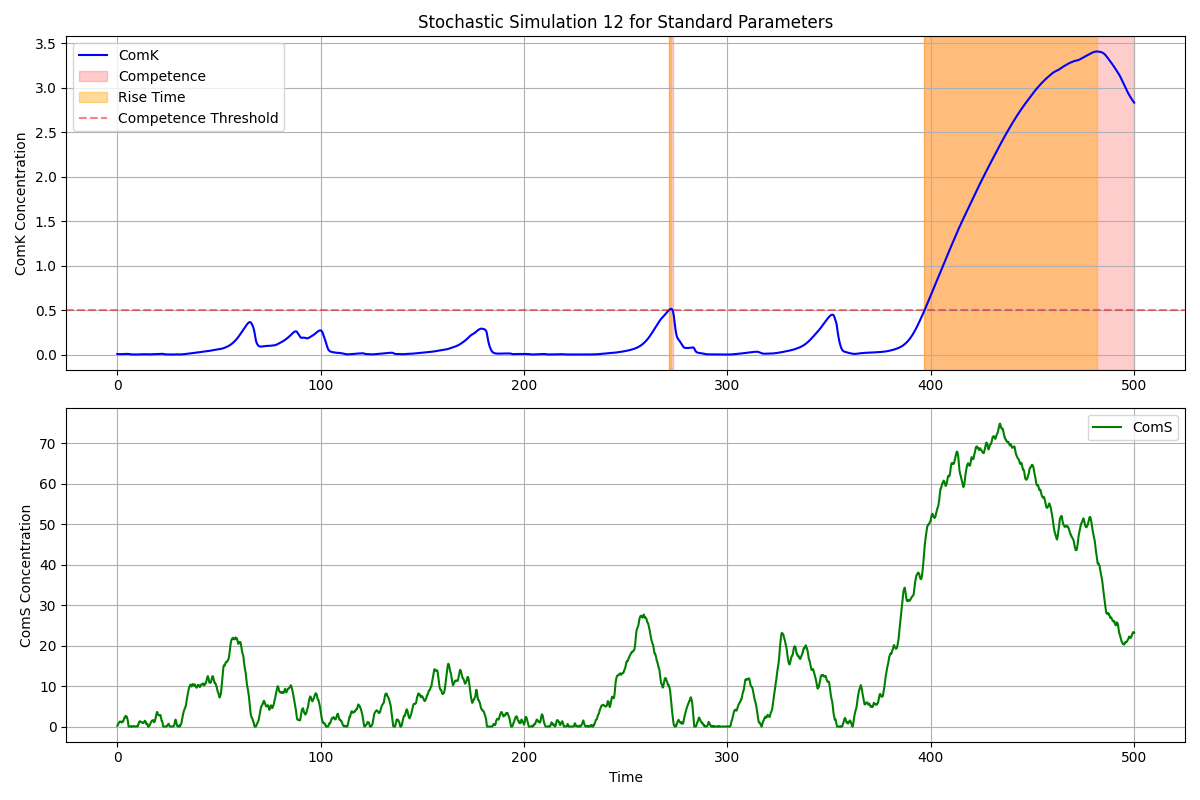 Stochastic Simulation 12 for Standard Parameters
ComK Concentration
3.5
3.0
2.5
2.0
1.5
1.0
0.5
0.0
ComK
Competence
Rise Time
Competence Threshold
0 100 200 300 400 500
ComS Concentration
70
60
50
40
30
20
10
0
ComS
0 100 200 300 400 500
Time